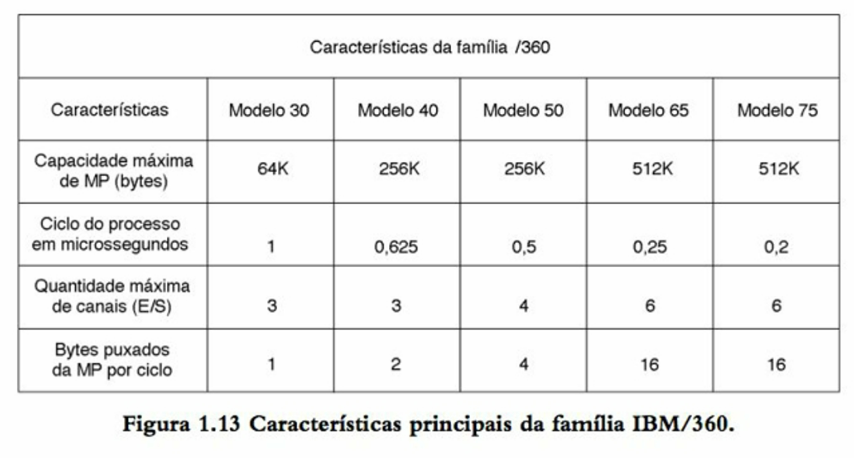 Características da família /360
Características Modelo 30 Modelo 40 Modelo 50 Modelo 65 Modelo 75
Capacidade máxima
de MP (bytes) 64K 256K 256K 512K 512K
Ciclo do processo
em microssegundos 1 0,625 0,5 0,25 0,2
Quantidade máxima
de canais (E/S) 3 3 4 6 6
Bytes puxados
da MP por ciclo 1 2 4 16 16
Figura 1.13 Características principais da família IBM/360.